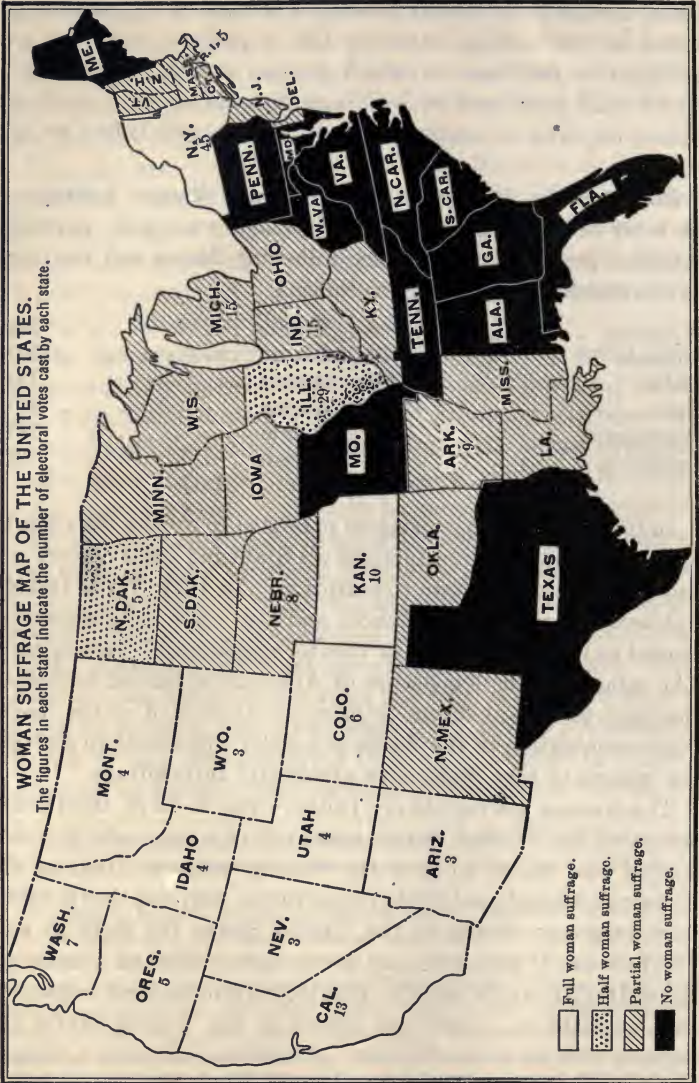 WOMAN SUFFRAGE MAP OF THE UNITED STATES.
The figures in each state indicate the number of electoral votes cast by each state.
WASH.
7
OREG.
5
CAL.
13
NEV.
3
IDAHO
4
MONT.
4
WYO.
3
UTAH
4
ARIZ.
3
COLO.
6
N.MEX.
N.DAK.
5
S.DAK.
NEBR.
8
KAN.
10
OKLA.
TEXAS
MINN.
IOWA
MO.
ARK.
9
LA.
WIS.
ILL.
29
MICH.
15
IND.
15
OHIO
KY.
TENN.
MISS.
ALA.
GA.
FLA.
S.CAR.
N.CAR.
VA.
W.VA
MD.
DEL.
PENN.
N.J.
N.Y.
45
VT.
N.H.
MASS.
CT.
R.I. 5
ME.
Full woman suffrage.
Half woman suffrage.
Partial woman suffrage.
No woman suffrage.